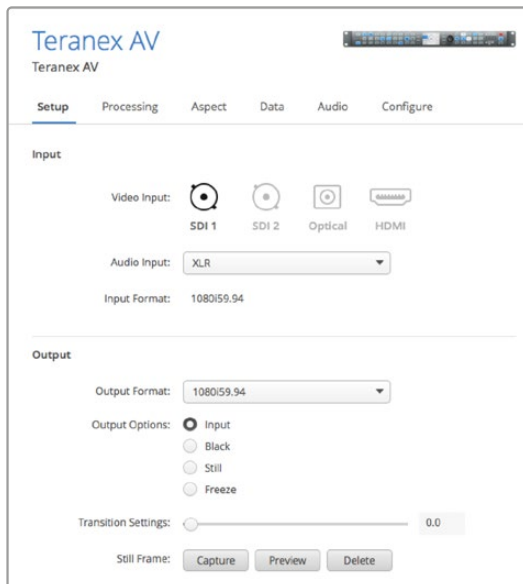 Teranex AV
Teranex AV
Setup Processing Aspect Data Audio Configure
Input
Video Input:
SDI 1 SDI 2 Optical HDMI
Audio Input: XLR
Input Format: 1080i59.94
Output
Output Format: 1080i59.94
Output Options: Input
Black
Still
Freeze
Transition Settings: 0.0
Still Frame: Capture Preview Delete